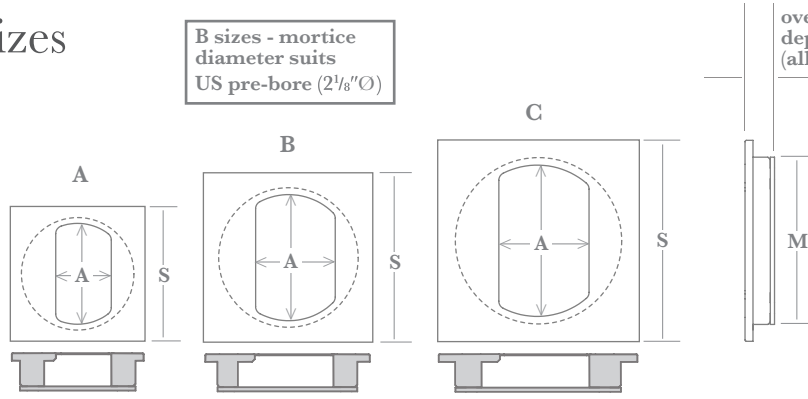 izes
B sizes - mortice
diameter suits
US pre-bore (2⅛"Ø)
ove
dep
(all
A
B
C
A
S
A
S
A
S
M